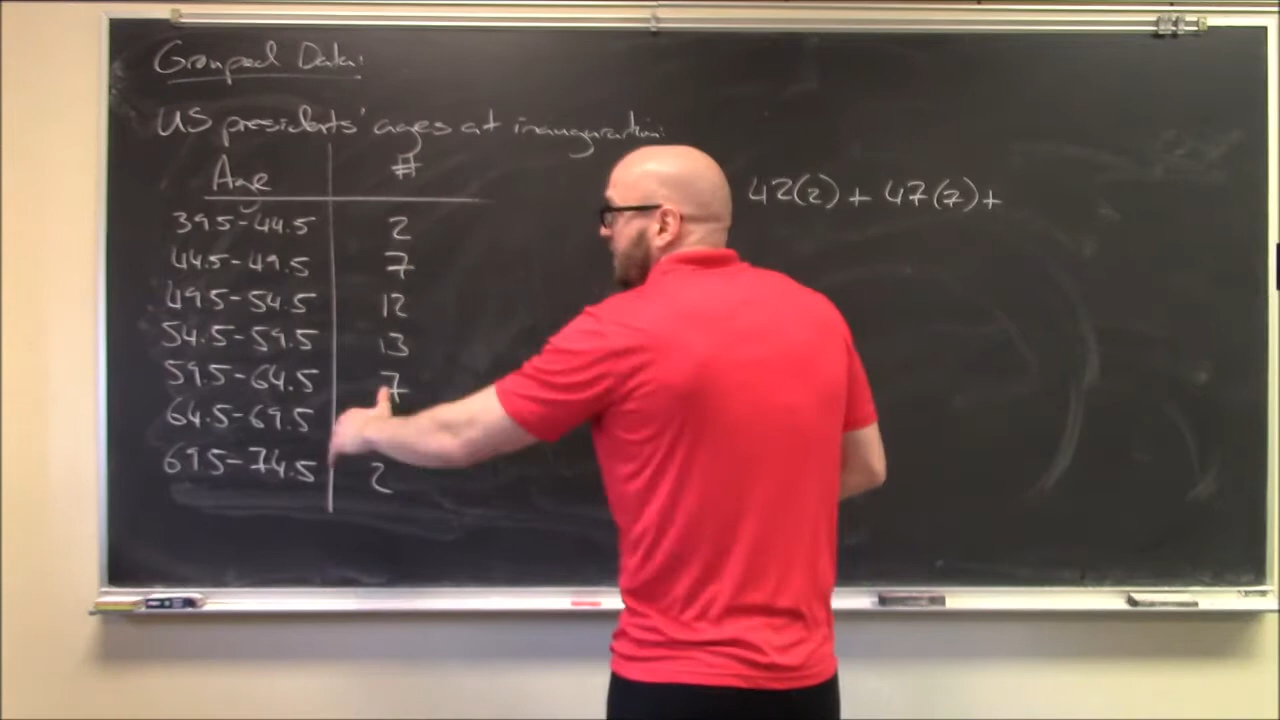 Grouped Data:
US presidents' ages at inauguration:
Age #
39.5-44.5 2
44.5-49.5 7
49.5-54.5 12
54.5-59.5 13
59.5-64.5 7
64.5-69.5
69.5-74.5 2
42(2) + 47(7) +